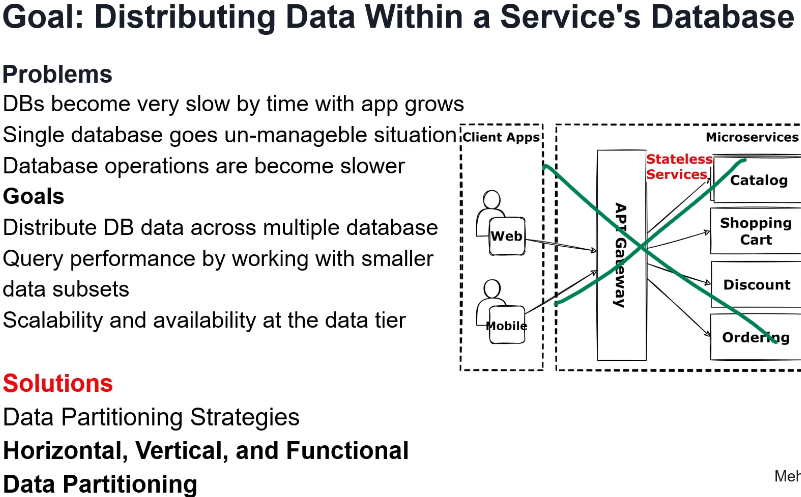 Goal: Distributing Data Within a Service's Database
Problems
DBs become very slow by time with app grows
Single database goes un-manageble situation
Database operations are become slower
Goals
Distribute DB data across multiple database
Query performance by working with smaller
data subsets
Scalability and availability at the data tier
Solutions
Data Partitioning Strategies
Horizontal, Vertical, and Functional
Data Partitioning
Client Apps
Web
Mobile
API Gateway
Microservices
Stateless
Services
Catalog
Shopping
Cart
Discount
Ordering
Meh